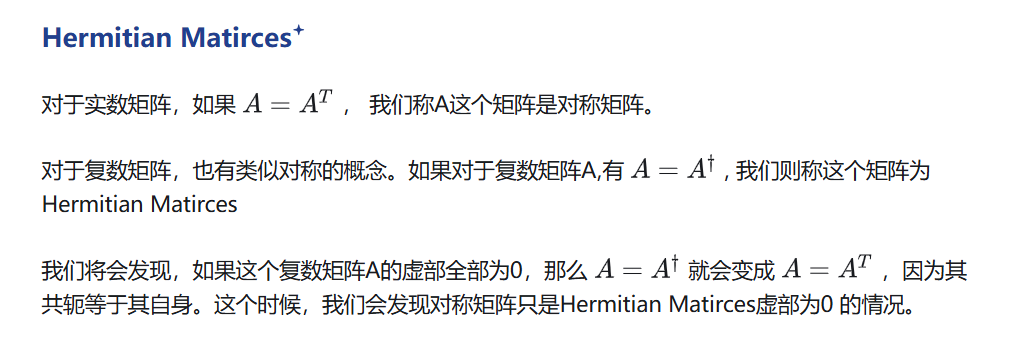 Hermitian Matirces
对于实数矩阵，如果 A = A^T ， 我们称A这个矩阵是对称矩阵。
对于复数矩阵，也有类似对称的概念。如果对于复数矩阵A,有 A = A^† , 我们则称这个矩阵为
Hermitian Matirces
我们将会发现，如果这个复数矩阵A的虚部全部为0，那么 A = A^† 就会变成 A = A^T ，因为其
共轭等于其自身。这个时候，我们会发现对称矩阵只是Hermitian Matirces虚部为0 的情况。